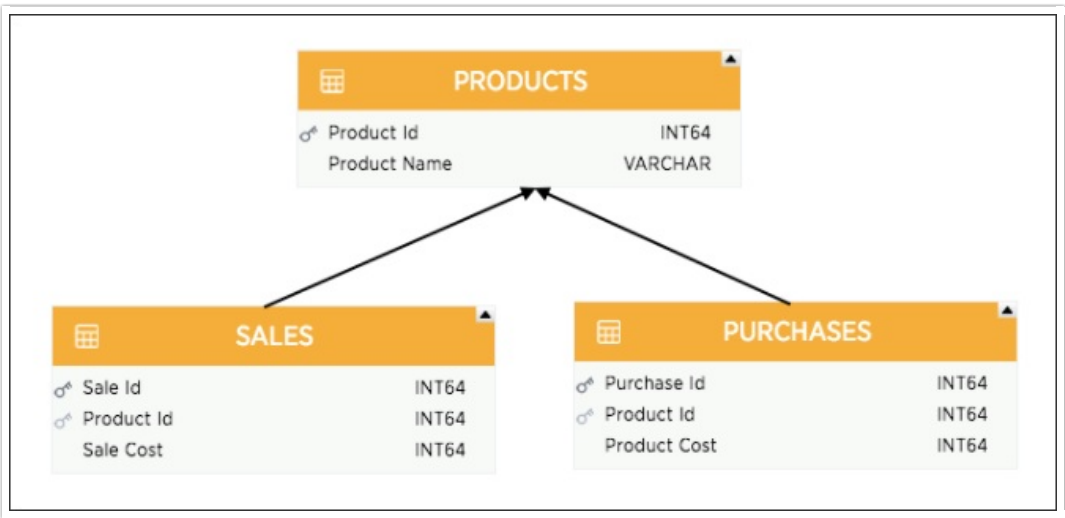 PRODUCTS
Product Id INT64
Product Name VARCHAR
SALES
Sale Id INT64
Product Id INT64
Sale Cost INT64
PURCHASES
Purchase Id INT64
Product Id INT64
Product Cost INT64